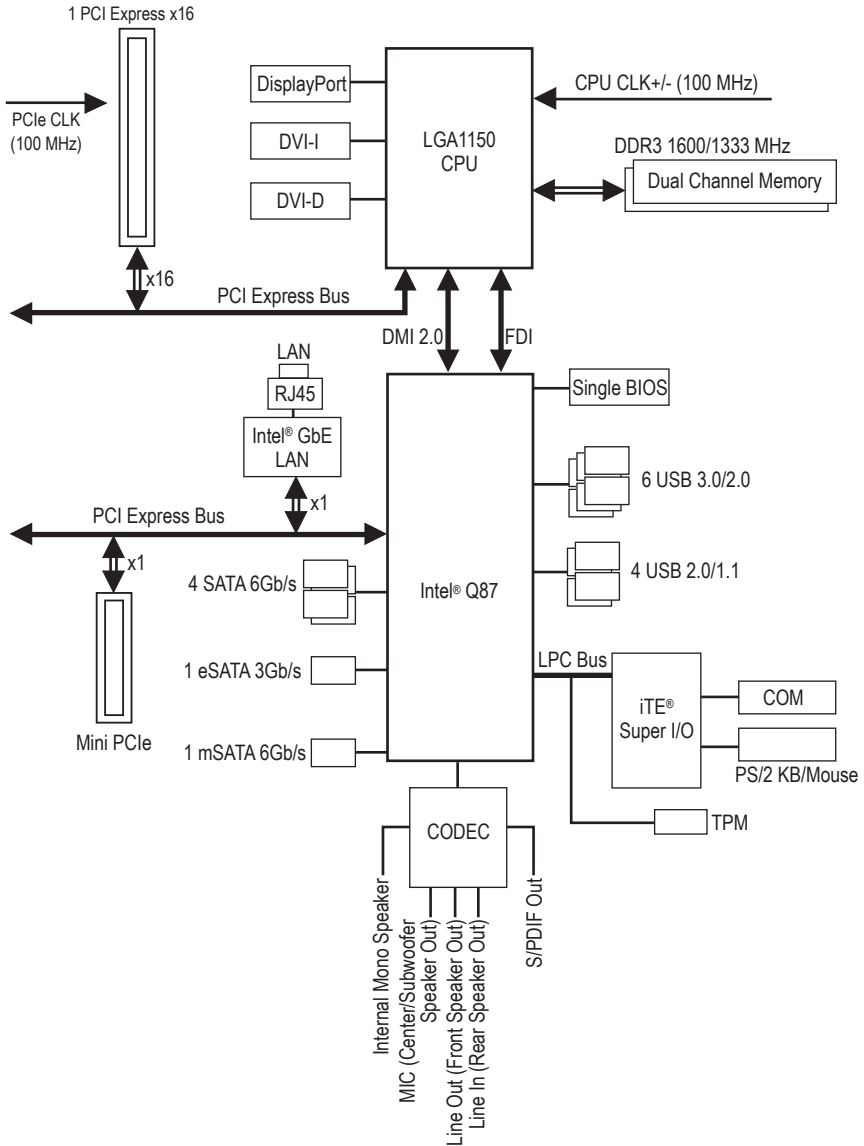 1 PCI Express x16
PCIe CLK
(100 MHz)
x16
PCI Express Bus
DisplayPort
DVI-I
DVI-D
LGA1150
CPU
CPU CLK+/- (100 MHz)
DDR3 1600/1333 MHz
Dual Channel Memory
DMI 2.0
FDI
LAN
RJ45
Intel® GbE
LAN
x1
PCI Express Bus
x1
Mini PCIe
4 SATA 6Gb/s
1 eSATA 3Gb/s
1 mSATA 6Gb/s
Intel® Q87
Single BIOS
6 USB 3.0/2.0
4 USB 2.0/1.1
LPC Bus
iTE®
Super I/O
COM
PS/2 KB/Mouse
TPM
CODEC
Internal Mono Speaker
MIC (Center/Subwoofer
Speaker Out)
Line Out (Front Speaker Out)
Line In (Rear Speaker Out)
S/PDIF Out